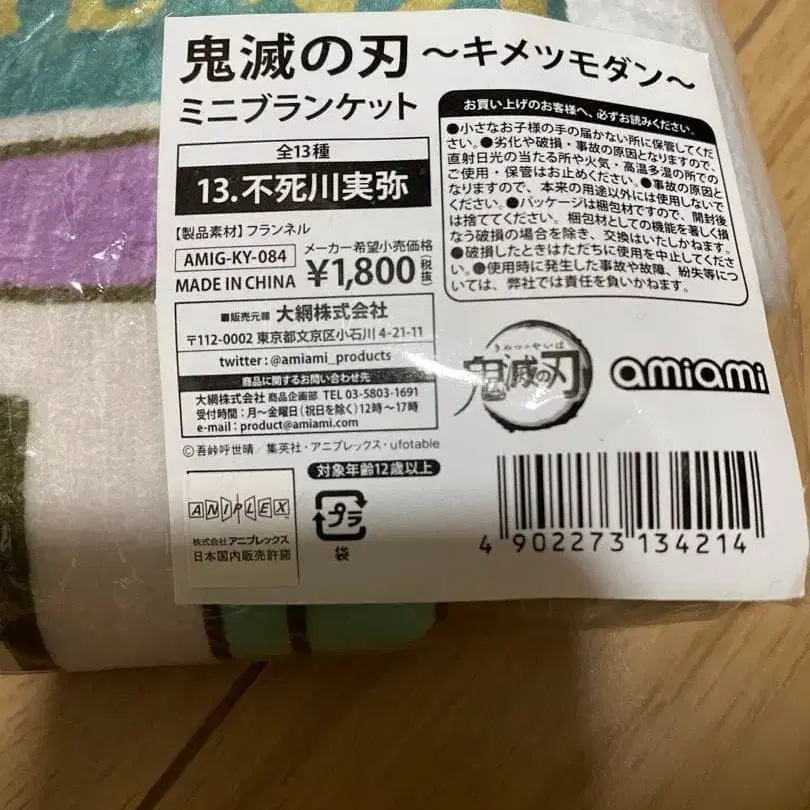 鬼滅の刃 ～キメツモダン～
ミニブランケット
全13種
13.不死川実弥
【製品素材】フランネル
AMIG-KY-084
メーカー希望小売価格
MADE IN CHINA
¥1,800(税抜)
■販売元■ 大網株式会社
〒112-0002 東京都文京区小石川 4-21-11
twitter : @amiami_products
商品に関するお問い合わせ先
大網株式会社 商品企画部 TEL 03-5803-1691
受付時間：月～金曜日(祝日を除く)12時～17時
e-mail : product@amiami.com
©吾峠呼世晴／集英社・アニプレックス・ufotable
お買い上げのお客様へ、必ずお読みください。
●小さなお子様の手の届かない所に保管してくだ
さい。●劣化や破損・事故の原因となりますので、
直射日光の当たる所や火気・高温多湿の所での
ご使用・保管はお止めください。●事故の原因と
なりますので、本来の用途以外には使用しないで
ください。●パッケージは梱包材ですので、開封後
は捨ててください。梱包材としての機能を著しく損
なう破損の場合を除き、交換はいたしかねます。
●破損したときはただちに使用を中止してくださ
い。●使用時に発生した事故や故障、紛失等につ
いては、弊社では責任を負いかねます。
きめつのやいば
鬼滅の刃
amiami
対象年齢12歳以上
プラ
袋
ANIPLEX
株式会社 アニプレックス
日本国内販売許諾
4 902273 134214